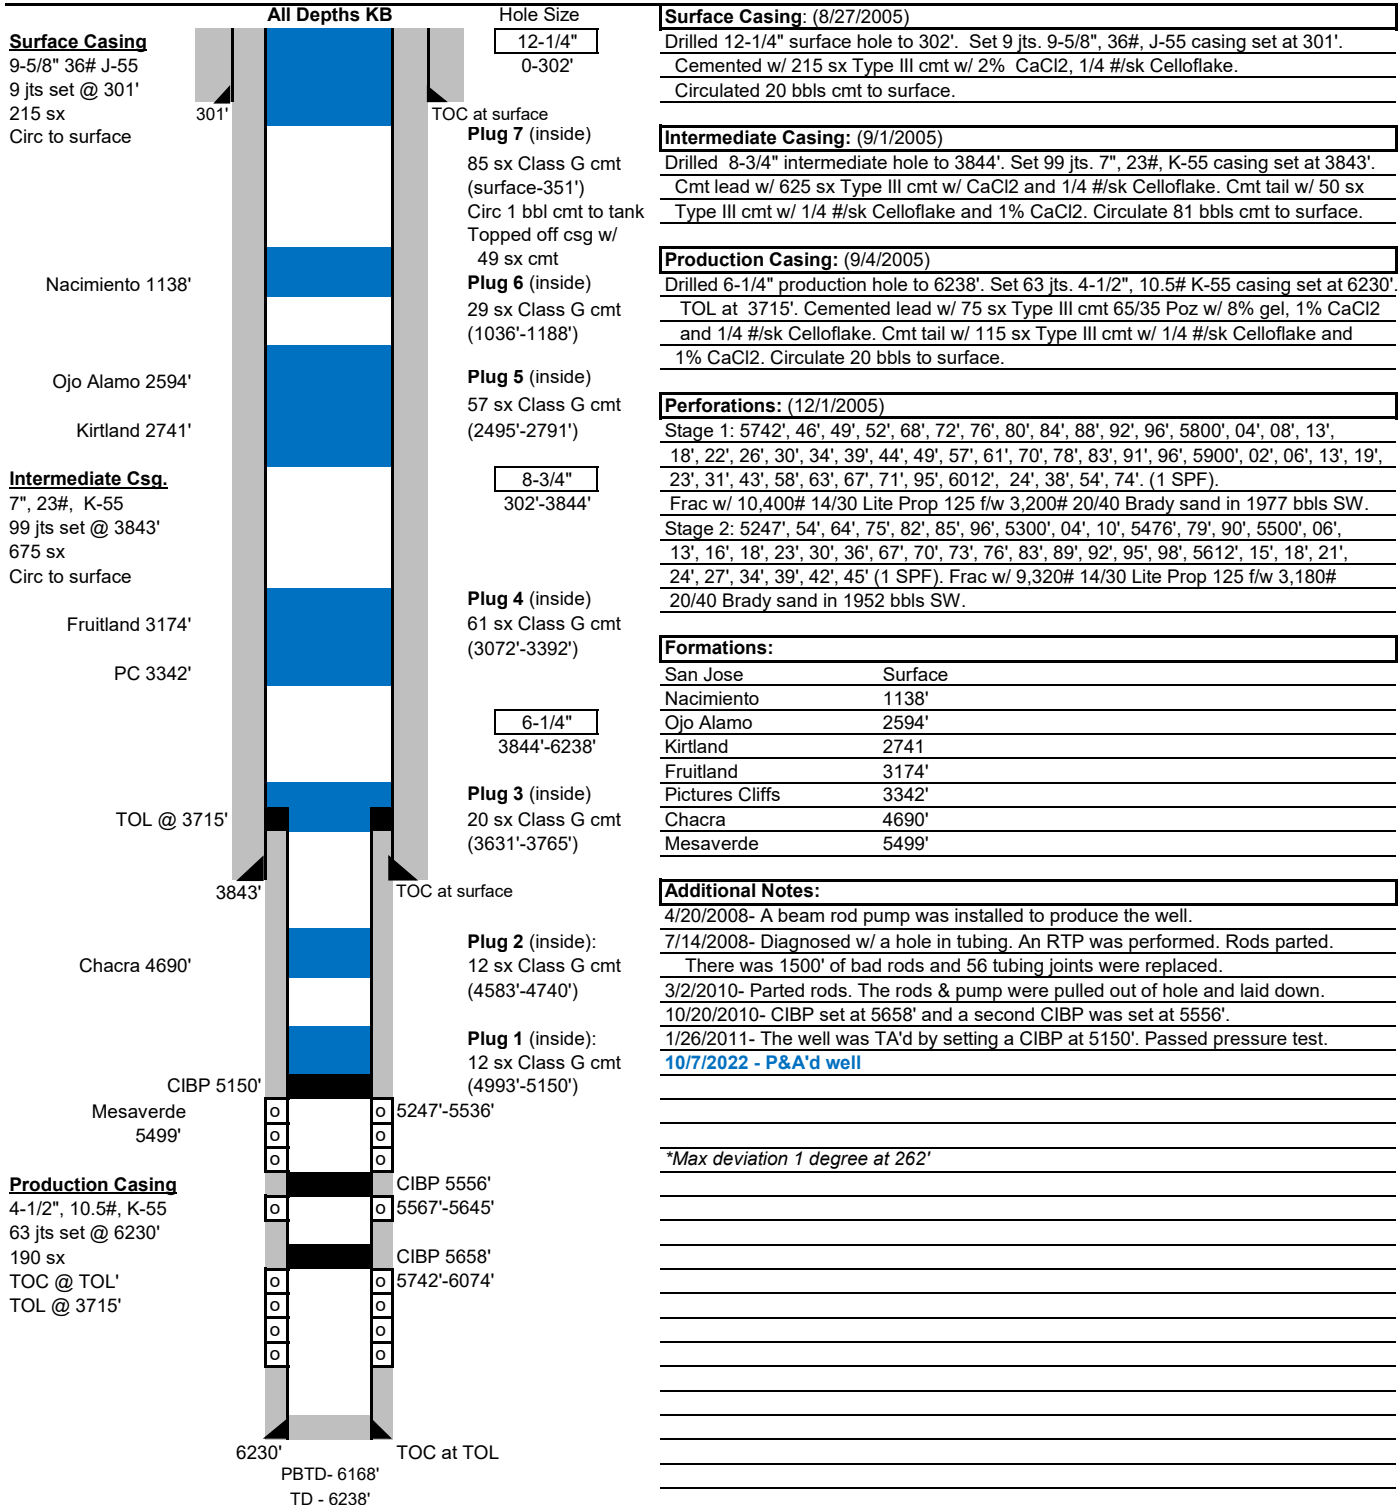 All Depths KB
Hole Size
Surface Casing
9-5/8" 36# J-55
9 jts set @ 301'
215 sx
Circ to surface
12-1/4"
0-302'
301'
TOC at surface
Plug 7 (inside)
85 sx Class G cmt
(surface-351')
Circ 1 bbl cmt to tank
Topped off csg w/
49 sx cmt
Nacimiento 1138'
Plug 6 (inside)
29 sx Class G cmt
(1036'-1188')
Ojo Alamo 2594'
Kirtland 2741'
Plug 5 (inside)
57 sx Class G cmt
(2495'-2791')
Intermediate Csg.
7", 23#, K-55
99 jts set @ 3843'
675 sx
Circ to surface
8-3/4"
302'-3844'
Fruitland 3174'
PC 3342'
Plug 4 (inside)
61 sx Class G cmt
(3072'-3392')
6-1/4"
3844'-6238'
TOL @ 3715'
Plug 3 (inside)
20 sx Class G cmt
(3631'-3765')
3843'
TOC at surface
Chacra 4690'
Plug 2 (inside):
12 sx Class G cmt
(4583'-4740')
Plug 1 (inside):
12 sx Class G cmt
(4993'-5150')
CIBP 5150'
Mesaverde
5499'
o o 5247'-5536'
o o
o o
CIBP 5556'
Production Casing
4-1/2", 10.5#, K-55
63 jts set @ 6230'
190 sx
TOC @ TOL'
TOL @ 3715'
o o 5567'-5645'
CIBP 5658'
o o 5742'-6074'
o o
o o
o o
6230'
TOC at TOL
PBTD- 6168'
TD - 6238'
Surface Casing: (8/27/2005)
Drilled 12-1/4" surface hole to 302'. Set 9 jts. 9-5/8", 36#, J-55 casing set at 301'.
Cemented w/ 215 sx Type III cmt w/ 2% CaCl2, 1/4 #/sk Celloflake.
Circulated 20 bbls cmt to surface.
Intermediate Casing: (9/1/2005)
Drilled 8-3/4" intermediate hole to 3844'. Set 99 jts. 7", 23#, K-55 casing set at 3843'.
Cmt lead w/ 625 sx Type III cmt w/ CaCl2 and 1/4 #/sk Celloflake. Cmt tail w/ 50 sx
Type III cmt w/ 1/4 #/sk Celloflake and 1% CaCl2. Circulate 81 bbls cmt to surface.
Production Casing: (9/4/2005)
Drilled 6-1/4" production hole to 6238'. Set 63 jts. 4-1/2", 10.5# K-55 casing set at 6230'.
TOL at 3715'. Cemented lead w/ 75 sx Type III cmt 65/35 Poz w/ 8% gel, 1% CaCl2
and 1/4 #/sk Celloflake. Cmt tail w/ 115 sx Type III cmt w/ 1/4 #/sk Celloflake and
1% CaCl2. Circulate 20 bbls to surface.
Perforations: (12/1/2005)
Stage 1: 5742', 46', 49', 52', 68', 72', 76', 80', 84', 88', 92', 96', 5800', 04', 08', 13',
18', 22', 26', 30', 34', 39', 44', 49', 57', 61', 70', 78', 83', 91', 96', 5900', 02', 06', 13', 19',
23', 31', 43', 58', 63', 67', 71', 95', 6012', 24', 38', 54', 74'. (1 SPF).
Frac w/ 10,400# 14/30 Lite Prop 125 f/w 3,200# 20/40 Brady sand in 1977 bbls SW.
Stage 2: 5247', 54', 64', 75', 82', 85', 96', 5300', 04', 10', 5476', 79', 90', 5500', 06',
13', 16', 18', 23', 30', 36', 67', 70', 73', 76', 83', 89', 92', 95', 98', 5612', 15', 18', 21',
24', 27', 34', 39', 42', 45' (1 SPF). Frac w/ 9,320# 14/30 Lite Prop 125 f/w 3,180#
20/40 Brady sand in 1952 bbls SW.
Formations:
San Jose Surface
Nacimiento 1138'
Ojo Alamo 2594'
Kirtland 2741
Fruitland 3174'
Pictures Cliffs 3342'
Chacra 4690'
Mesaverde 5499'
Additional Notes:
4/20/2008- A beam rod pump was installed to produce the well.
7/14/2008- Diagnosed w/ a hole in tubing. An RTP was performed. Rods parted.
There was 1500' of bad rods and 56 tubing joints were replaced.
3/2/2010- Parted rods. The rods & pump were pulled out of hole and laid down.
10/20/2010- CIBP set at 5658' and a second CIBP was set at 5556'.
1/26/2011- The well was TA'd by setting a CIBP at 5150'. Passed pressure test.
10/7/2022 - P&A'd well
*Max deviation 1 degree at 262'